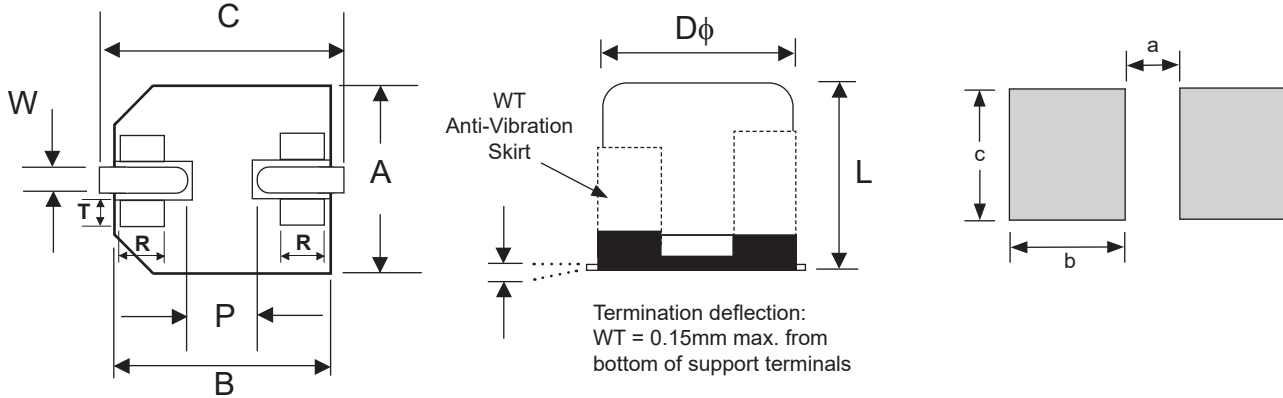 C
W
A
T
R
R
P
B
Dϕ
WT
Anti-Vibration
Skirt
L
Termination deflection:
WT = 0.15mm max. from
bottom of support terminals
a
c
b